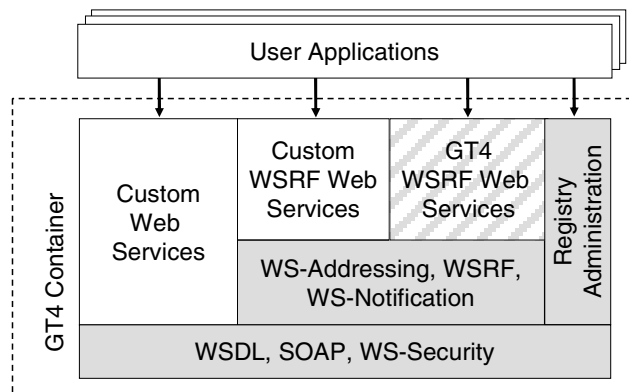 User Applications
GT4 Container
Custom
Web
Services
Custom
WSRF Web
Services
GT4
WSRF Web
Services
Registry
Administration
WS-Addressing, WSRF,
WS-Notification
WSDL, SOAP, WS-Security